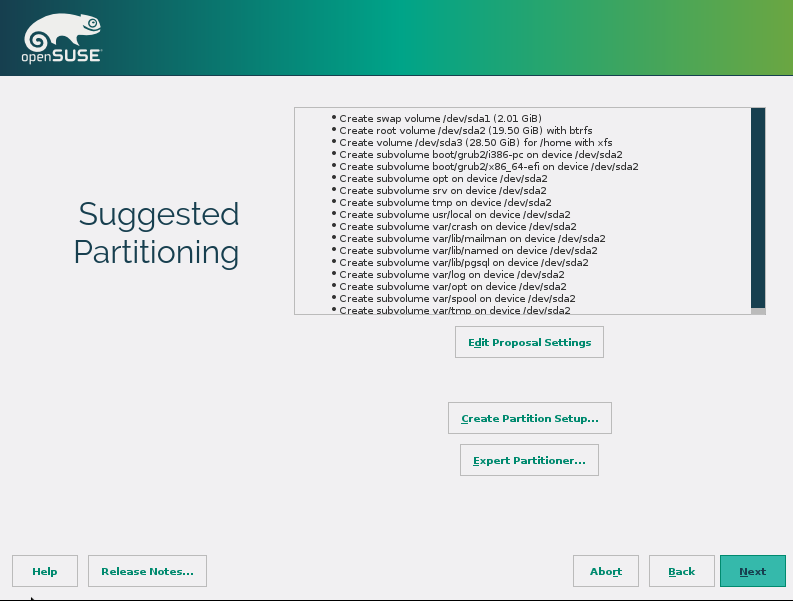 openSUSE
Suggested
Partitioning
• Create swap volume /dev/sda1 (2.01 GiB)
• Create root volume /dev/sda2 (19.50 GiB) with btrfs
• Create volume /dev/sda3 (28.50 GiB) for /home with xfs
• Create subvolume boot/grub2/i386-pc on device /dev/sda2
• Create subvolume boot/grub2/x86_64-efi on device /dev/sda2
• Create subvolume opt on device /dev/sda2
• Create subvolume srv on device /dev/sda2
• Create subvolume tmp on device /dev/sda2
• Create subvolume usr/local on device /dev/sda2
• Create subvolume var/crash on device /dev/sda2
• Create subvolume var/lib/mailman on device /dev/sda2
• Create subvolume var/lib/named on device /dev/sda2
• Create subvolume var/lib/pgsql on device /dev/sda2
• Create subvolume var/log on device /dev/sda2
• Create subvolume var/opt on device /dev/sda2
• Create subvolume var/spool on device /dev/sda2
• Create subvolume var/tmp on device /dev/sda2
Edit Proposal Settings
Create Partition Setup...
Expert Partitioner...
Help
Release Notes...
Abort
Back
Next